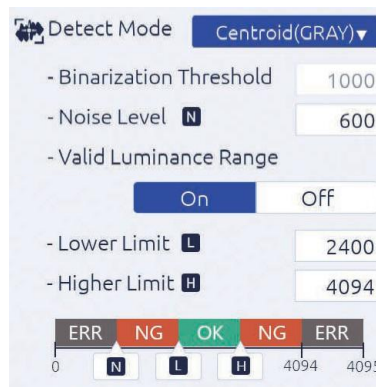 Detect Mode Centroid(GRAY)▼
- Binarization Threshold 1000
- Noise Level N 600
- Valid Luminance Range
On Off
- Lower Limit L 2400
- Higher Limit H 4094
ERR NG OK NG ERR
0 N L H 4094 4095